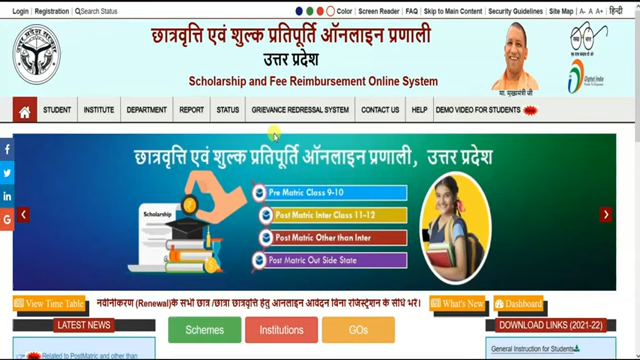 Login | Registration | Search Status Color | Screen Reader | FAQ | Skip to Main Content | Security Guidelines | Site Map | A- A A+ | हिन्दी
छात्रवृत्ति एवं शुल्क प्रतिपूर्ति ऑनलाइन प्रणाली
उत्तर प्रदेश
Scholarship and Fee Reimbursement Online System
मा. मुख्यमंत्री जी
Digital India
STUDENT INSTITUTE DEPARTMENT REPORT STATUS GRIEVANCE REDRESSAL SYSTEM CONTACT US HELP DEMO VIDEO FOR STUDENTS
छात्रवृत्ति एवं शुल्क प्रतिपूर्ति ऑनलाइन प्रणाली, उत्तर प्रदेश
Scholarship
Pre Matric Class 9-10
Post Matric Inter Class 11-12
Post Matric Other than Inter
Post Matric Out Side State
View Time Table नवीनीकरण (Renewal)के सभी छात्र /छात्रा छात्रवृत्ति हेतु आनलाइन आवेदन बिना रजिस्ट्रेशन के सीधे भरे। What's New Dashboard
LATEST NEWS Schemes Institutions GOs DOWNLOAD LINKS (2021-22)
Related to PostMatric and other than
General Instruction for Students